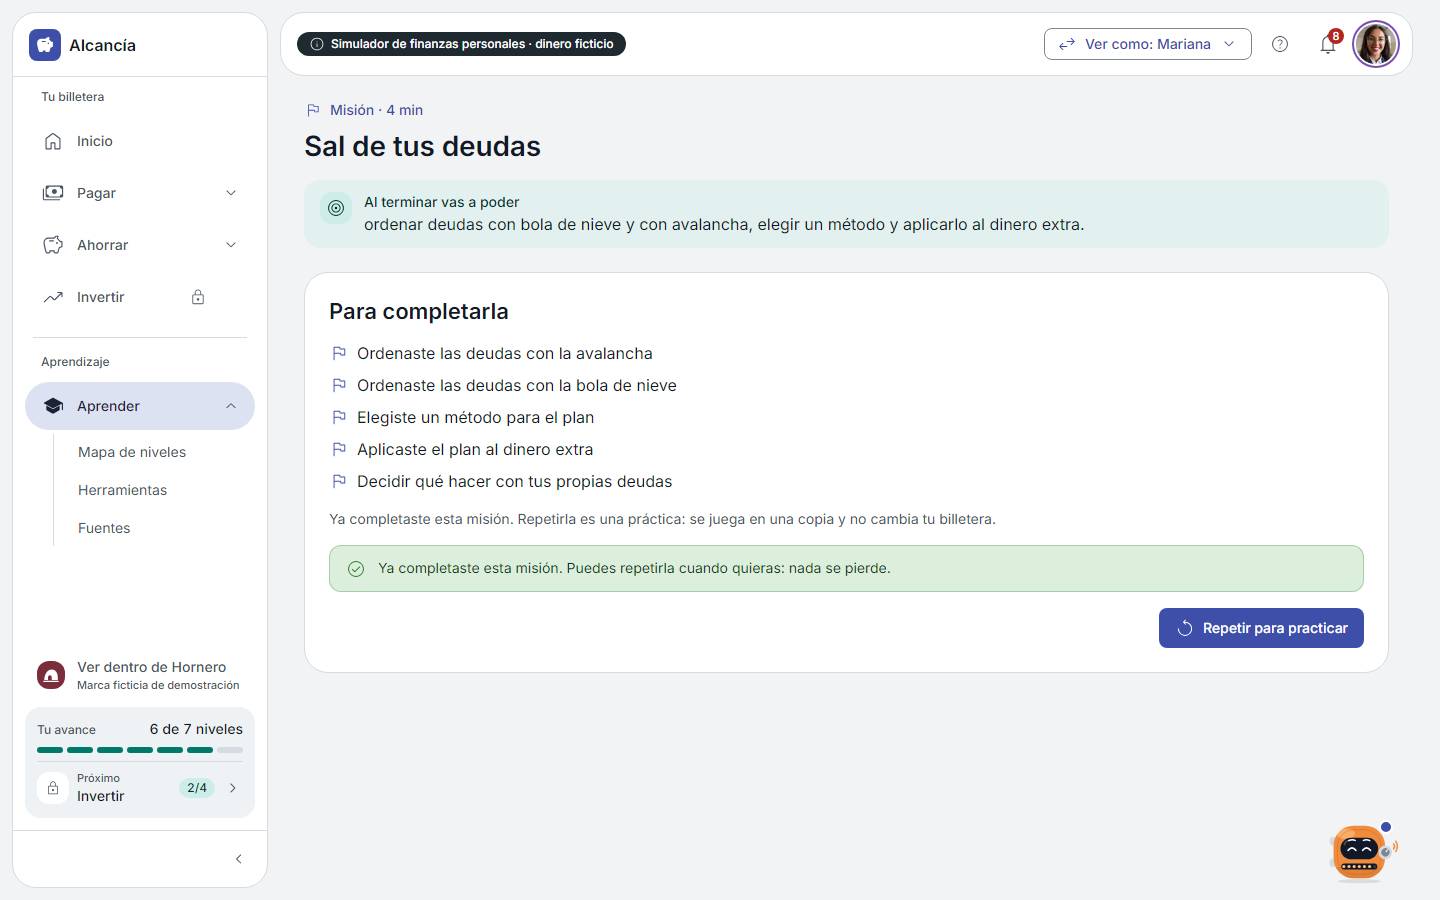 Alcancía
Simulador de finanzas personales · dinero ficticio
Ver como: Mariana
8
Tu billetera
Inicio
Pagar
Ahorrar
Invertir
Aprendizaje
Aprender
Mapa de niveles
Herramientas
Fuentes
Ver dentro de Hornero
Marca ficticia de demostración
Tu avance
6 de 7 niveles
Próximo
Invertir
2/4
Misión · 4 min
Sal de tus deudas
Al terminar vas a poder
ordenar deudas con bola de nieve y con avalancha, elegir un método y aplicarlo al dinero extra.
Para completarla
Ordenaste las deudas con la avalancha
Ordenaste las deudas con la bola de nieve
Elegiste un método para el plan
Aplicaste el plan al dinero extra
Decidir qué hacer con tus propias deudas
Ya completaste esta misión. Repetirla es una práctica: se juega en una copia y no cambia tu billetera.
Ya completaste esta misión. Puedes repetirla cuando quieras: nada se pierde.
Repetir para practicar